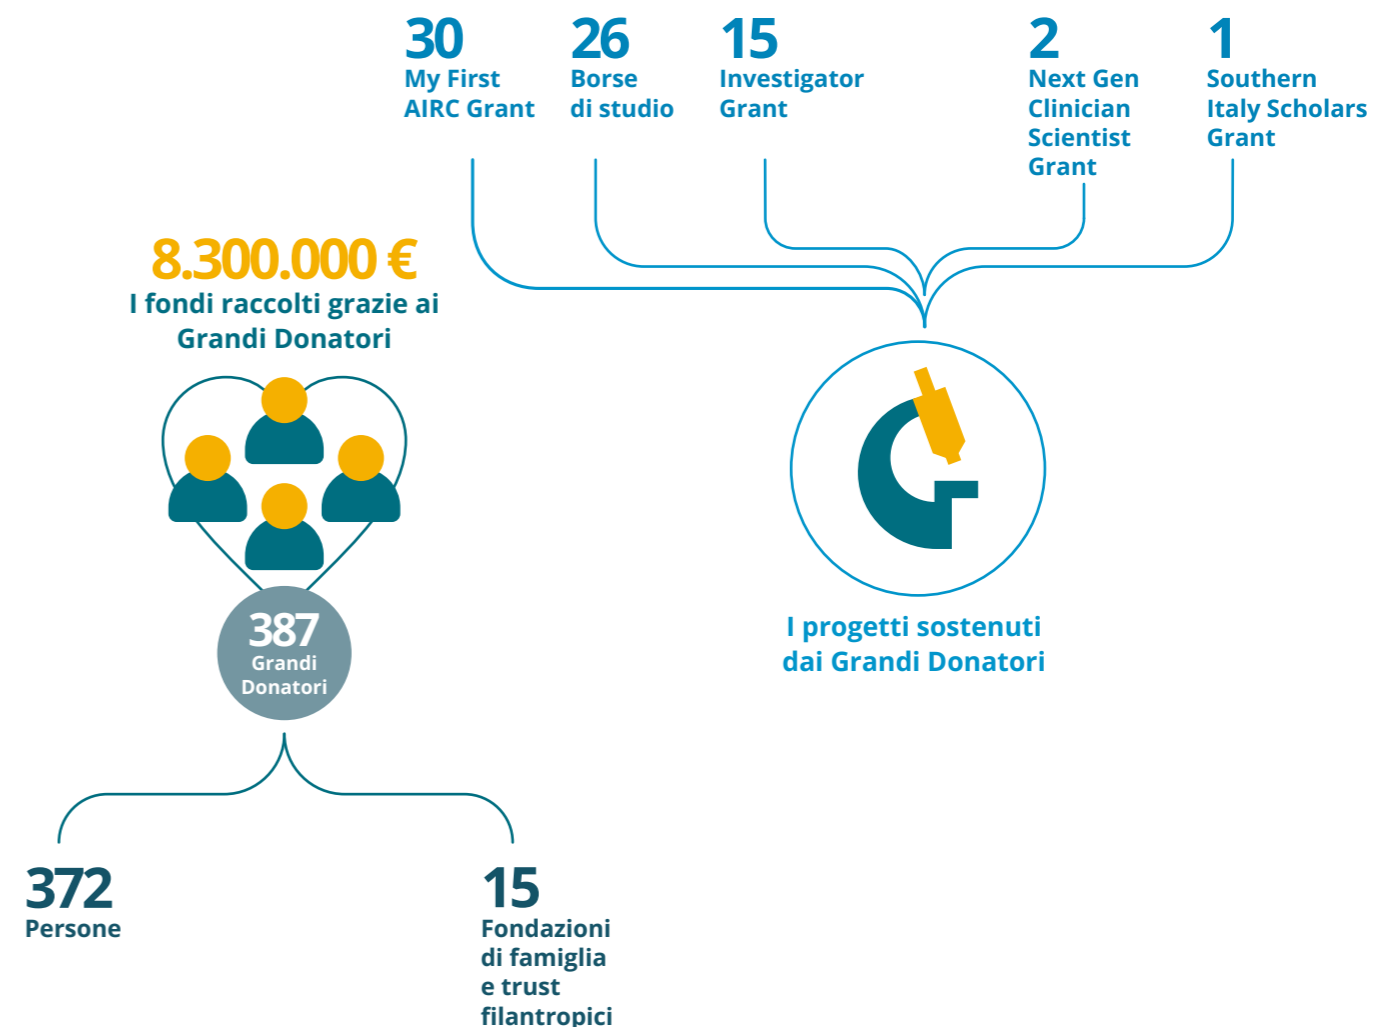 30
My First
AIRC Grant
26
Borse
di studio
15
Investigator
Grant
2
Next Gen
Clinician
Scientist
Grant
1
Southern
Italy Scholars
Grant
8.300.000 €
I fondi raccolti grazie ai
Grandi Donatori
387
Grandi
Donatori
I progetti sostenuti
dai Grandi Donatori
372
Persone
15
Fondazioni
di famiglia
e trust
filantropici